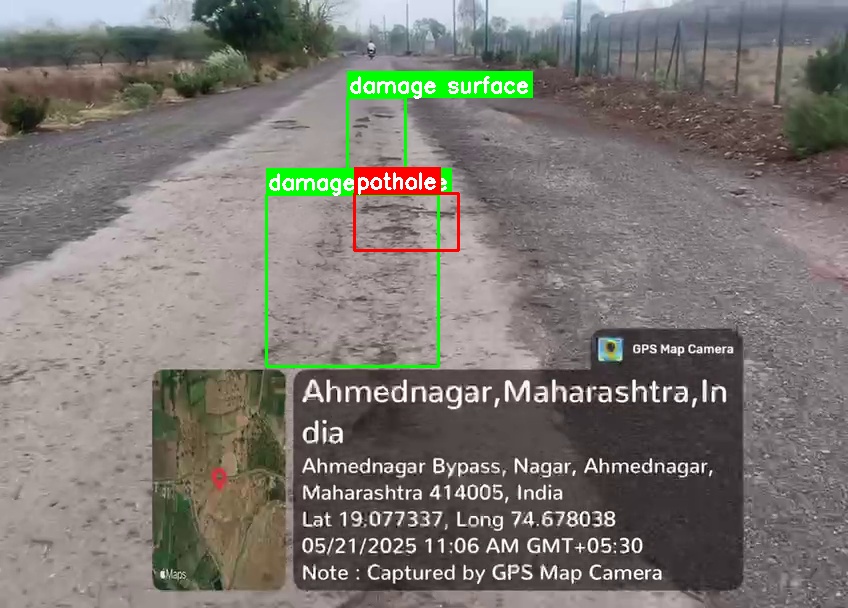 damage surface
damage
pothole
GPS Map Camera
Ahmednagar,Maharashtra,In
dia
Ahmednagar Bypass, Nagar, Ahmednagar,
Maharashtra 414005, India
Lat 19.077337, Long 74.678038
05/21/2025 11:06 AM GMT+05:30
Note : Captured by GPS Map Camera
Maps